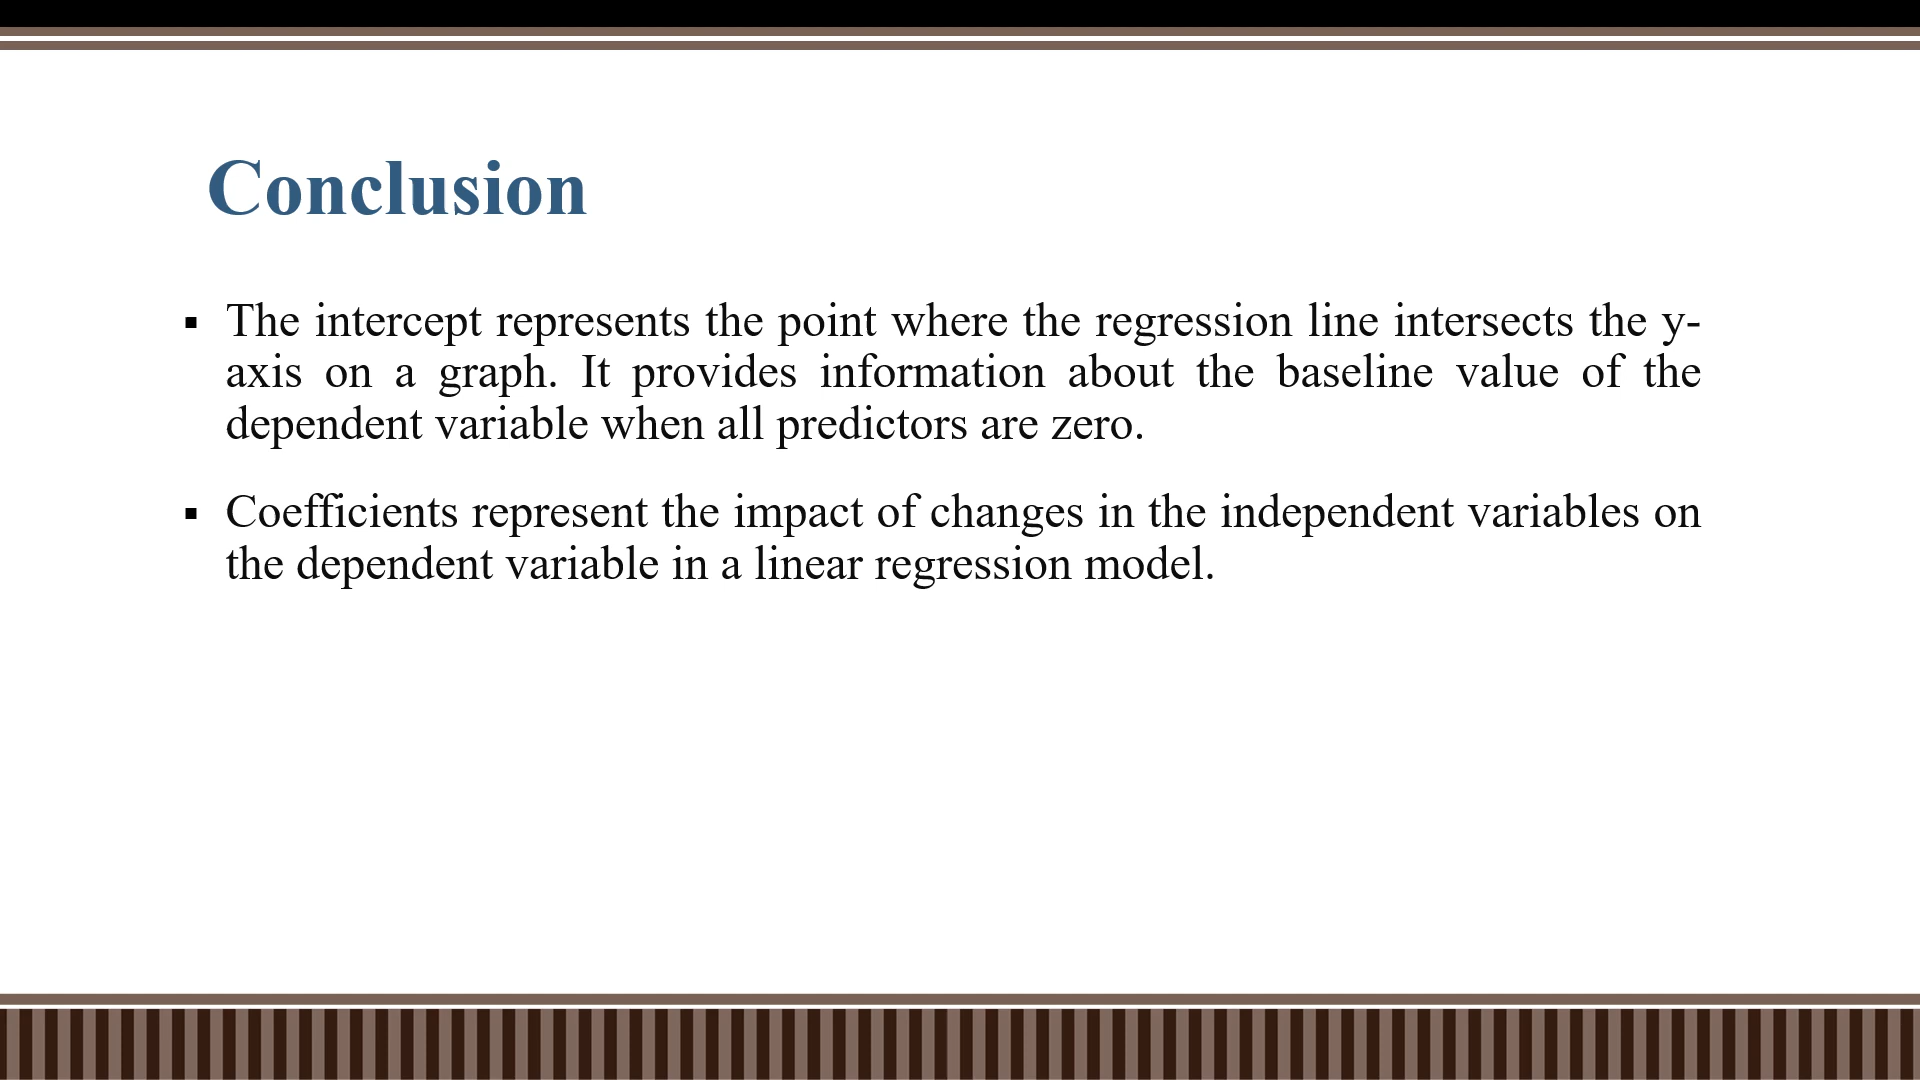 Conclusion
▪ The intercept represents the point where the regression line intersects the y-
axis on a graph. It provides information about the baseline value of the
dependent variable when all predictors are zero.
▪ Coefficients represent the impact of changes in the independent variables on
the dependent variable in a linear regression model.